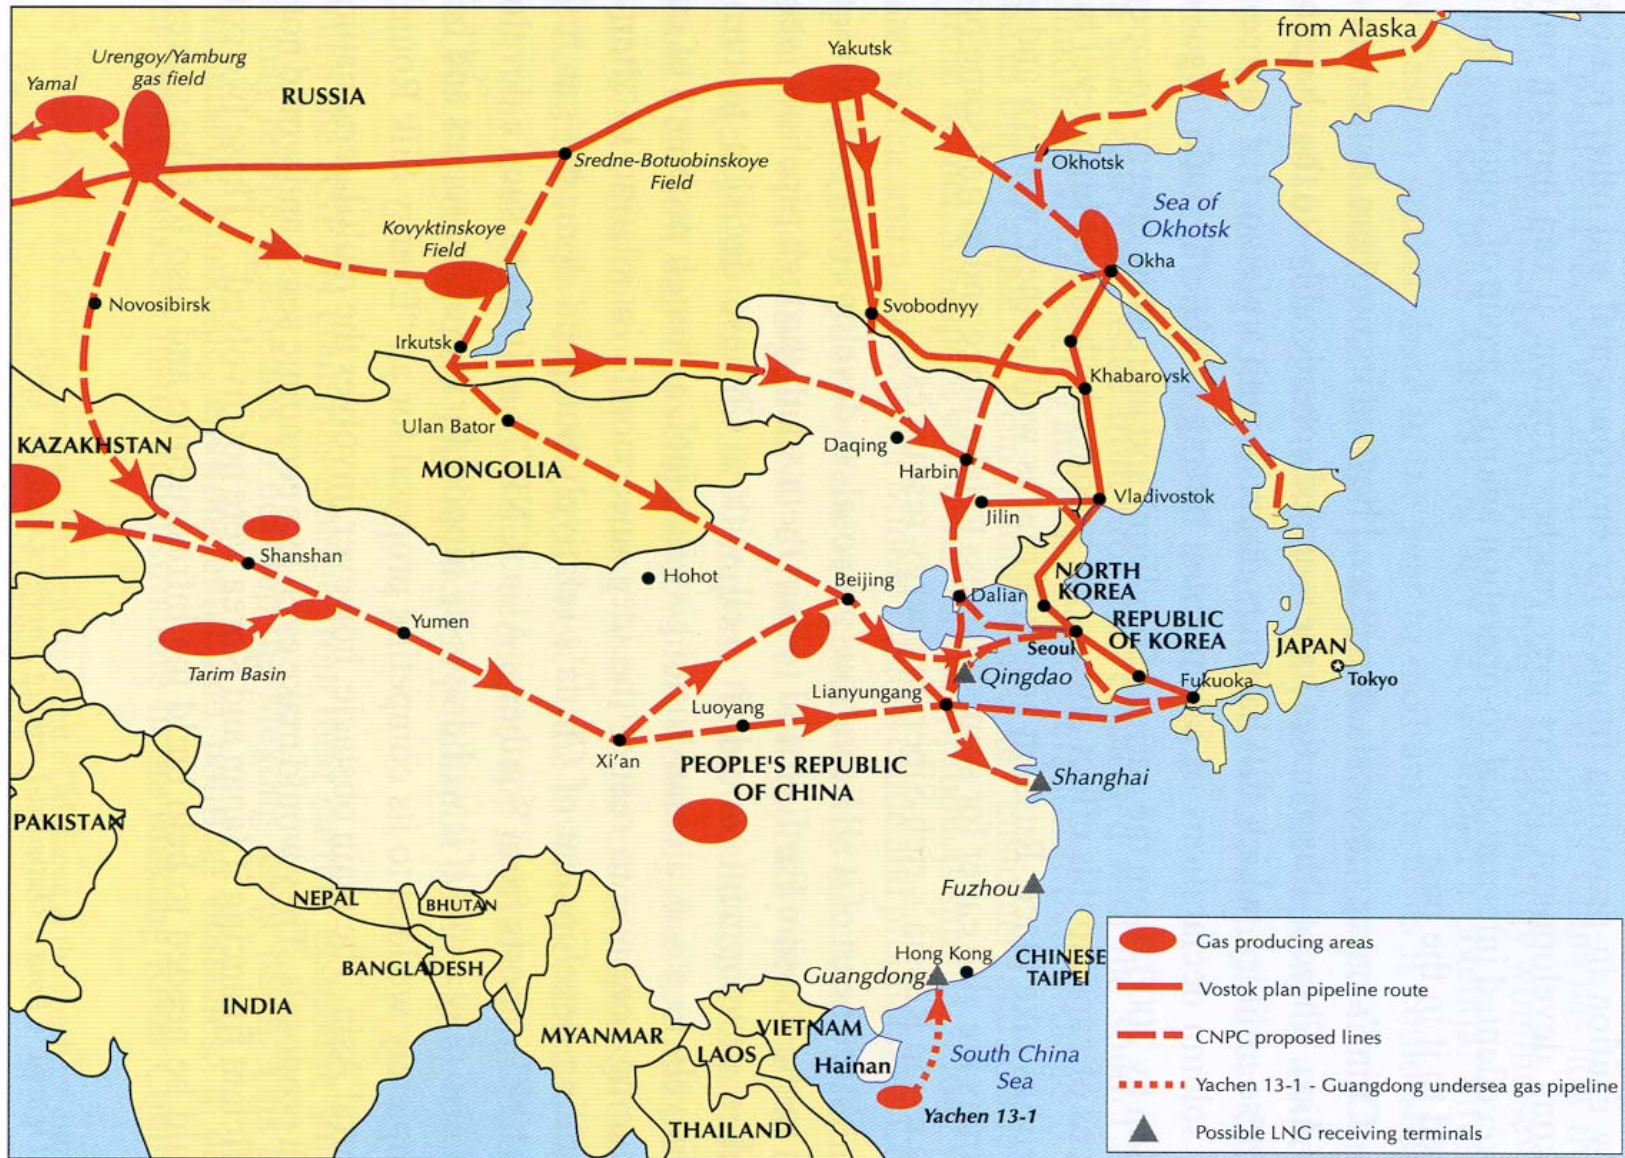 from Alaska
Urengoy/Yamburg
gas field
Yamal
RUSSIA
Yakutsk
Okhotsk
Sredne-Botuobinskoye
Field
Sea of
Okhotsk
Kovyktinskoye
Field
Okha
Novosibirsk
Svobodnyy
Irkutsk
Khabarovsk
Ulan Bator
KAZAKHSTAN
MONGOLIA
Daqing
Harbin
Vladivostok
Jilin
Shanshan
Hohot
Beijing
Dalian
NORTH
KOREA
Yumen
REPUBLIC
OF KOREA
Seoul
JAPAN
Tarim Basin
Qingdao
Fukuoka
Tokyo
Lianyungang
Luoyang
Xi'an
PEOPLE'S REPUBLIC
OF CHINA
Shanghai
PAKISTAN
Fuzhou
NEPAL
BHUTAN
Hong Kong
CHINESE
TAIPEI
Guangdong
BANGLADESH
INDIA
MYANMAR
VIETNAM
LAOS
Hainan
South China
Sea
Yachen 13-1
THAILAND
Gas producing areas
Vostok plan pipeline route
CNPC proposed lines
Yachen 13-1 - Guangdong undersea gas pipeline
Possible LNG receiving terminals